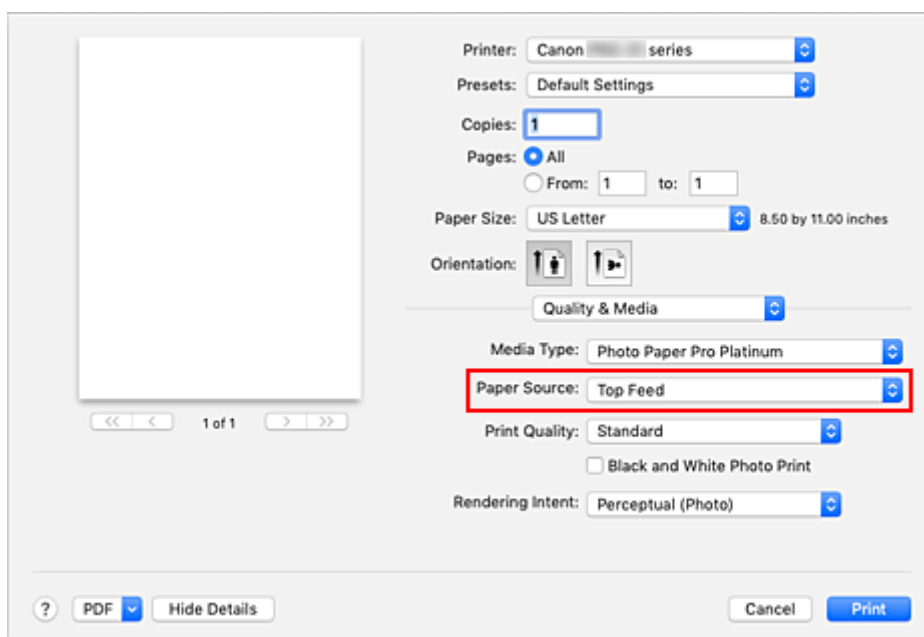 Printer: Canon series
Presets: Default Settings
Copies: 1
Pages: All
From: 1 to: 1
Paper Size: US Letter 8.50 by 11.00 inches
Orientation:
Quality & Media
Media Type: Photo Paper Pro Platinum
Paper Source: Top Feed
1 of 1
Print Quality: Standard
Black and White Photo Print
Rendering Intent: Perceptual (Photo)
? PDF Hide Details Cancel Print